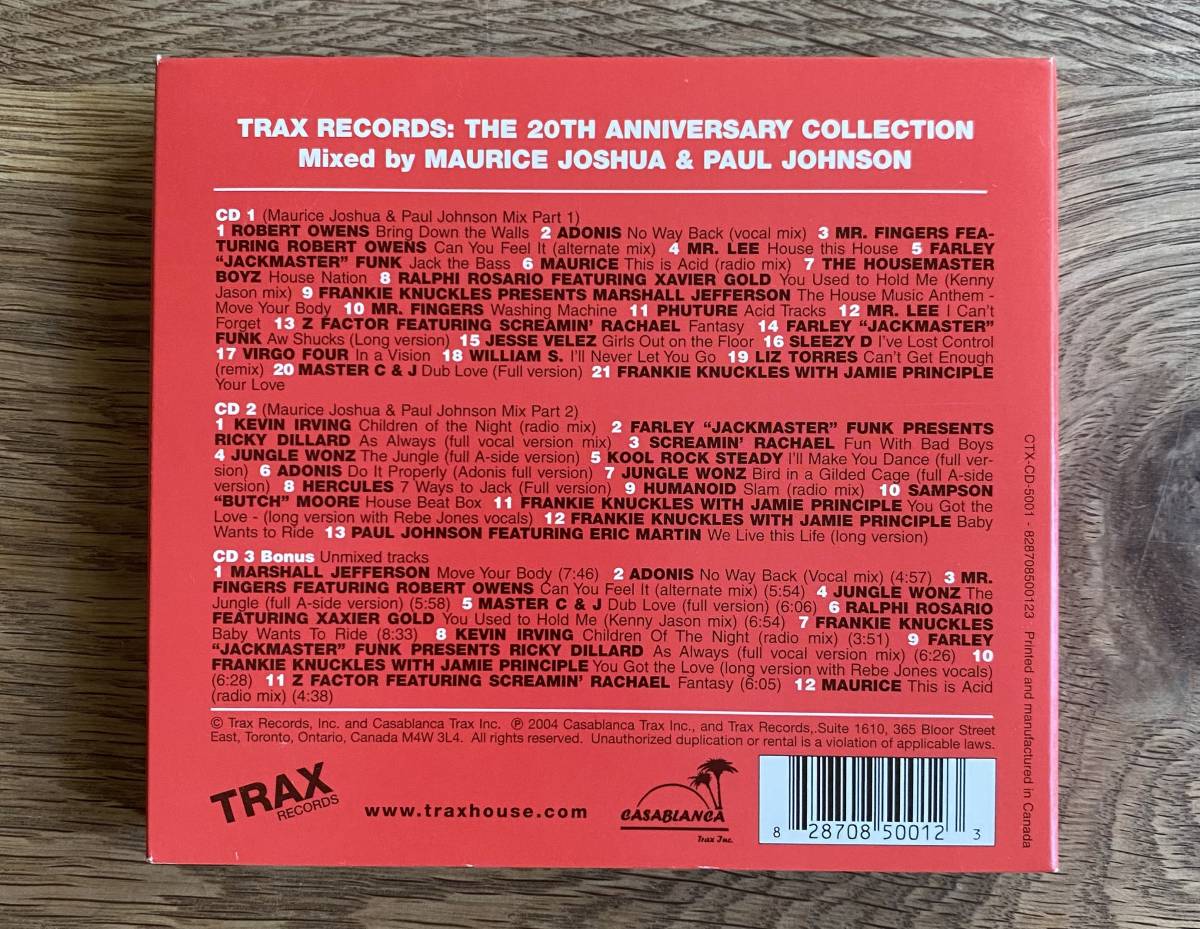 TRAX RECORDS: THE 20TH ANNIVERSARY COLLECTION
Mixed by MAURICE JOSHUA & PAUL JOHNSON
CD 1 (Maurice Joshua & Paul Johnson Mix Part 1)
1 ROBERT OWENS Bring Down the Walls 2 ADONIS No Way Back (vocal mix) 3 MR. FINGERS FEA-
TURING ROBERT OWENS Can You Feel It (alternate mix) 4 MR. LEE House this House 5 FARLEY
“JACKMASTER” FUNK Jack the Bass 6 MAURICE This is Acid (radio mix) 7 THE HOUSEMASTER
BOYZ House Nation 8 RALPHI ROSARIO FEATURING XAVIER GOLD You Used to Hold Me (Kenny
Jason mix) 9 FRANKIE KNUCKLES PRESENTS MARSHALL JEFFERSON The House Music Anthem -
Move Your Body 10 MR. FINGERS Washing Machine 11 PHUTURE Acid Tracks 12 MR. LEE I Can't
Forget 13 Z FACTOR FEATURING SCREAMIN' RACHAEL Fantasy 14 FARLEY “JACKMASTER”
FUNK Aw Shucks (Long version) 15 JESSE VELEZ Girls Out on the Floor 16 SLEEZY D I've Lost Control
17 VIRGO FOUR In a Vision 18 WILLIAM S. I'll Never Let You Go 19 LIZ TORRES Can't Get Enough
(remix) 20 MASTER C & J Dub Love (Full version) 21 FRANKIE KNUCKLES WITH JAMIE PRINCIPLE
Your Love
CD 2 (Maurice Joshua & Paul Johnson Mix Part 2)
1 KEVIN IRVING Children of the Night (radio mix) 2 FARLEY “JACKMASTER” FUNK PRESENTS
RICKY DILLARD As Always (full vocal version mix) 3 SCREAMIN' RACHAEL Fun With Bad Boys
4 JUNGLE WONZ The Jungle (full A-side version) 5 KOOL ROCK STEADY I'll Make You Dance (full ver-
sion) 6 ADONIS Do It Properly (Adonis full version) 7 JUNGLE WONZ Bird in a Gilded Cage (full A-side
version) 8 HERCULES 7 Ways to Jack (Full version) 9 HUMANOID Slam (radio mix) 10 SAMPSON
“BUTCH” MOORE House Beat Box 11 FRANKIE KNUCKLES WITH JAMIE PRINCIPLE You Got the
Love - (long version with Rebe Jones vocals) 12 FRANKIE KNUCKLES WITH JAMIE PRINCIPLE Baby
Wants to Ride 13 PAUL JOHNSON FEATURING ERIC MARTIN We Live this Life (long version)
CD 3 Bonus Unmixed tracks
1 MARSHALL JEFFERSON Move Your Body (7:46) 2 ADONIS No Way Back (Vocal mix) (4:57) 3 MR.
FINGERS FEATURING ROBERT OWENS Can You Feel It (alternate mix) (5:54) 4 JUNGLE WONZ The
Jungle (full A-side version) (5:58) 5 MASTER C & J Dub Love (full version) (6:06) 6 RALPHI ROSARIO
FEATURING XAXIER GOLD You Used to Hold Me (Kenny Jason mix) (6:54) 7 FRANKIE KNUCKLES
Baby Wants To Ride (8:33) 8 KEVIN IRVING Children Of The Night (radio mix) (3:51) 9 FARLEY
“JACKMASTER” FUNK PRESENTS RICKY DILLARD As Always (full vocal version mix) (6:26) 10
FRANKIE KNUCKLES WITH JAMIE PRINCIPLE You Got the Love (long version with Rebe Jones vocals)
(6:28) 11 Z FACTOR FEATURING SCREAMIN' RACHAEL Fantasy (6:05) 12 MAURICE This is Acid
(radio mix) (4:38)
© Trax Records, Inc. and Casablanca Trax Inc. ℗ 2004 Casablanca Trax Inc., and Trax Records,.Suite 1610, 365 Bloor Street
East, Toronto, Ontario, Canada M4W 3L4. All rights reserved. Unauthorized duplication or rental is a violation of applicable laws.
TRAX
RECORDS
www.traxhouse.com
CASABLANCA
Trax Inc.
8 28708 50012 3
CTX-CD-5001 - 828708500123 Printed and manufactured in Canada